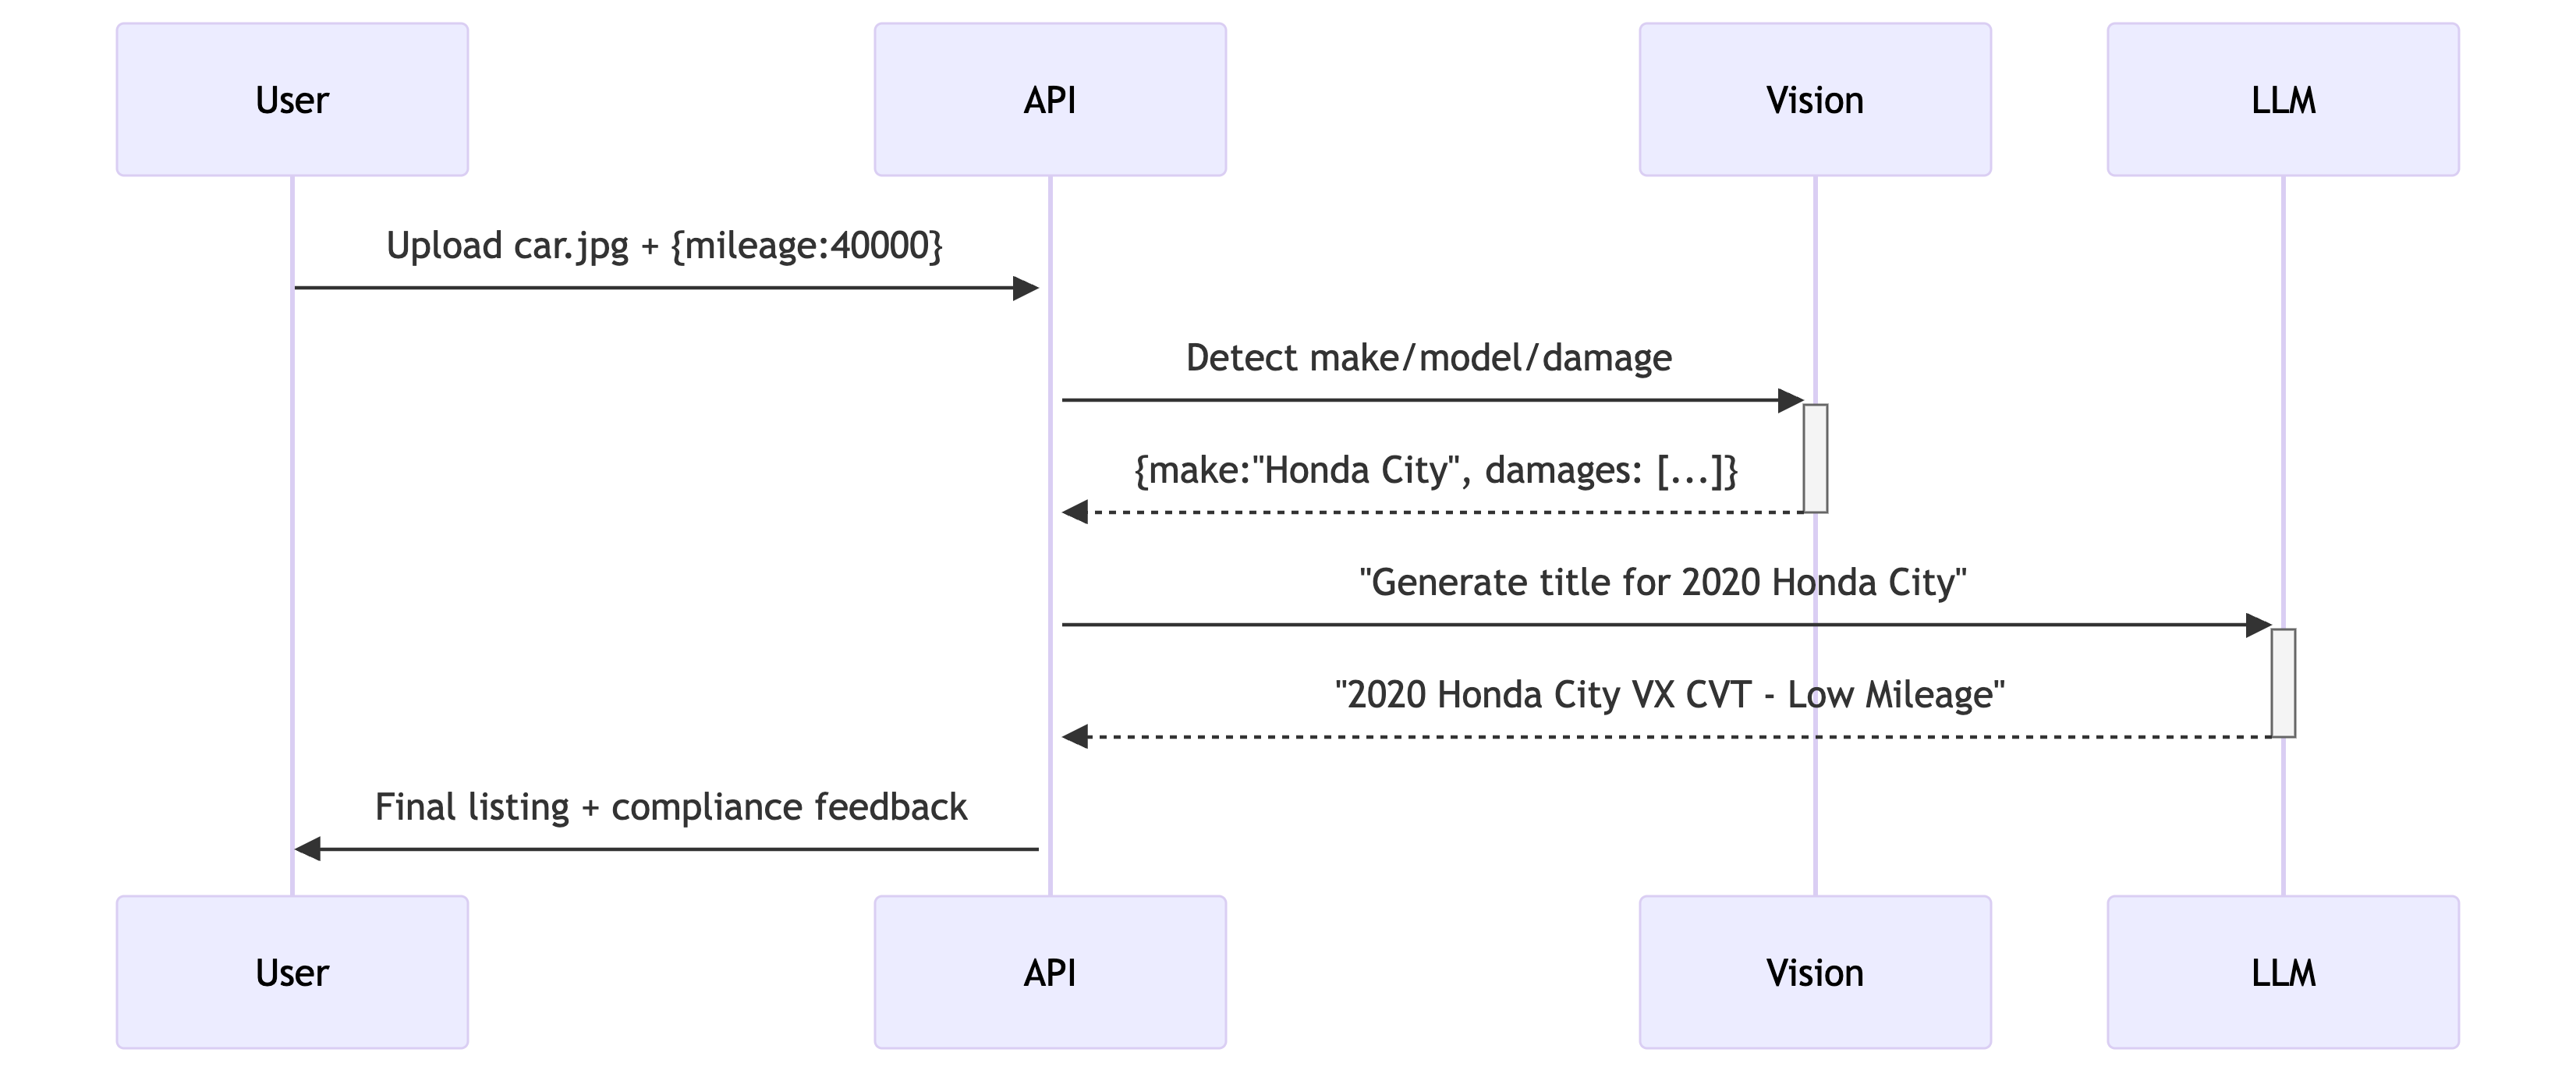 User
API
Vision
LLM
Upload car.jpg + {mileage:40000}
Detect make/model/damage
{make:"Honda City", damages: [...]}
"Generate title for 2020 Honda City"
"2020 Honda City VX CVT - Low Mileage"
Final listing + compliance feedback
User
API
Vision
LLM